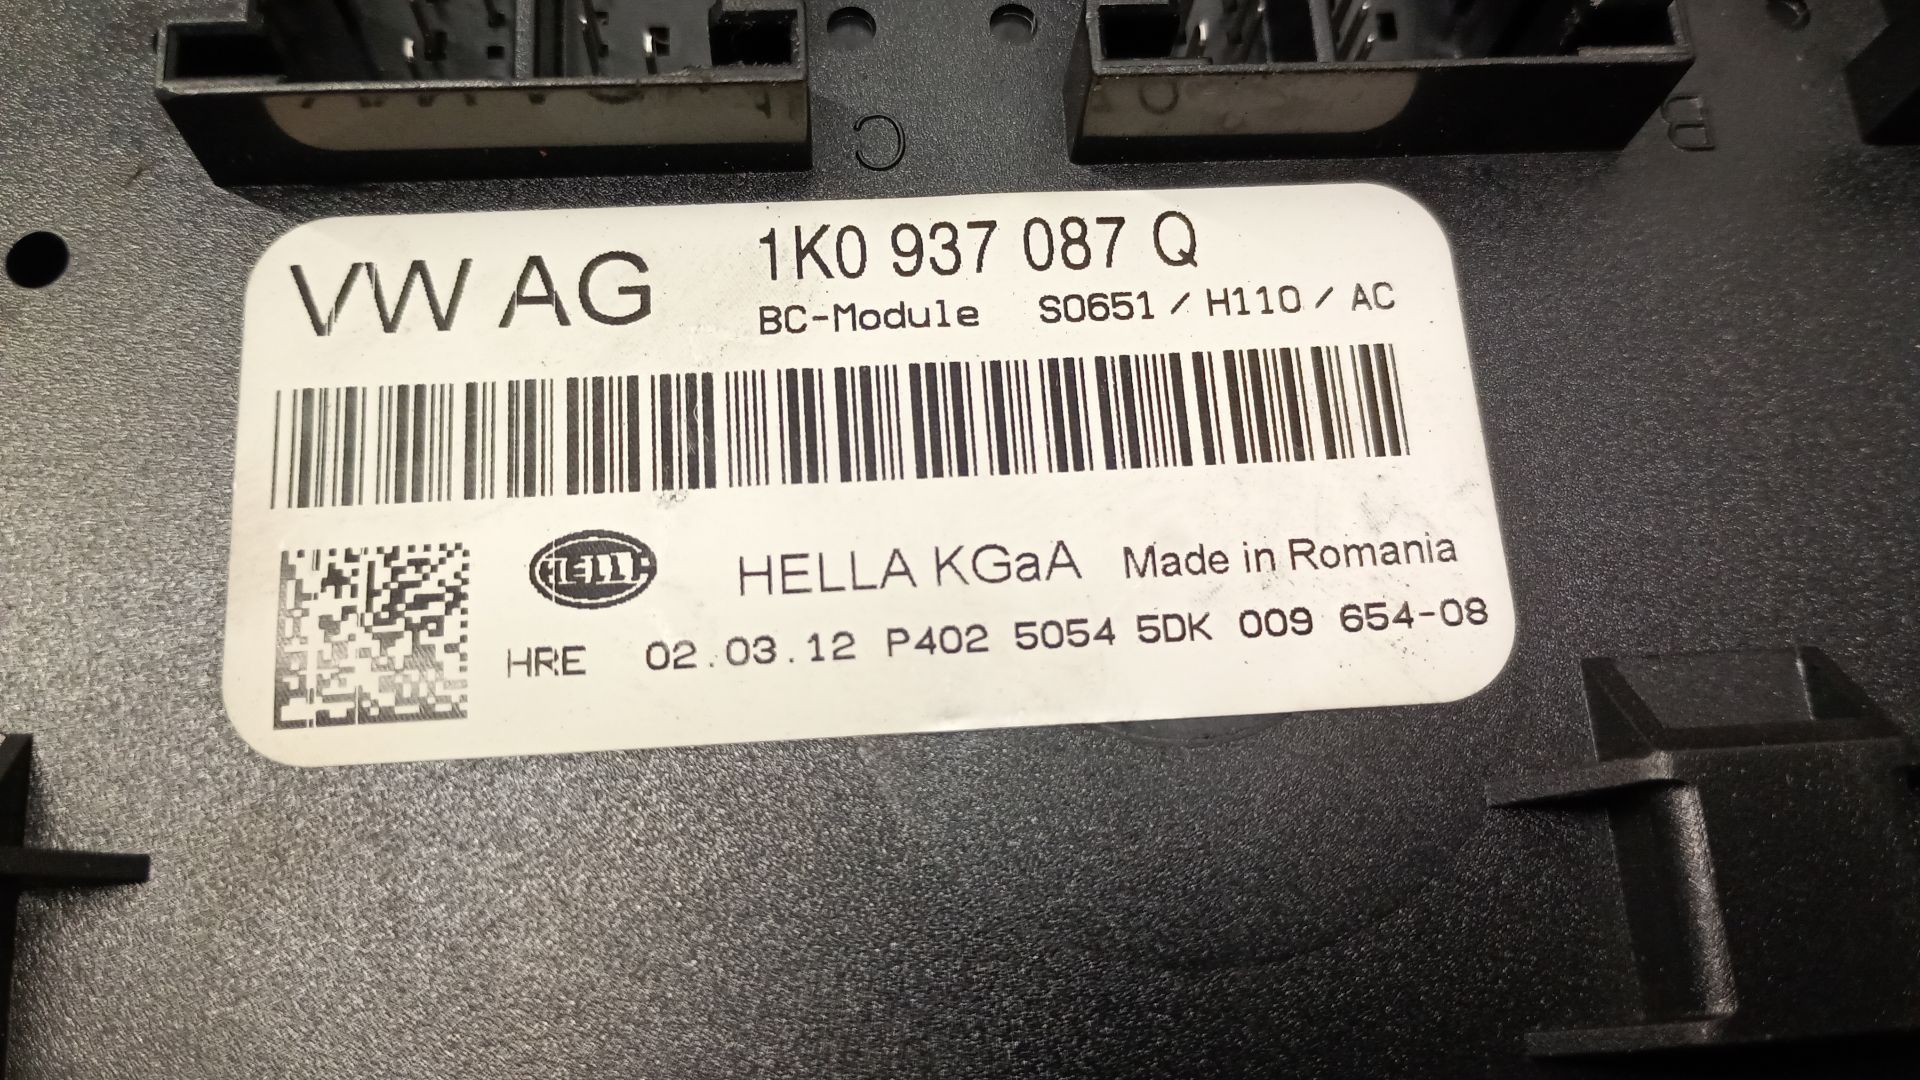 C
B
VW AG
1K0 937 087 Q
BC-Module S0651 / H110 / AC
HELLA
HELLA KGaA Made in Romania
HRE 02.03.12 P402 5054 5DK 009 654-08